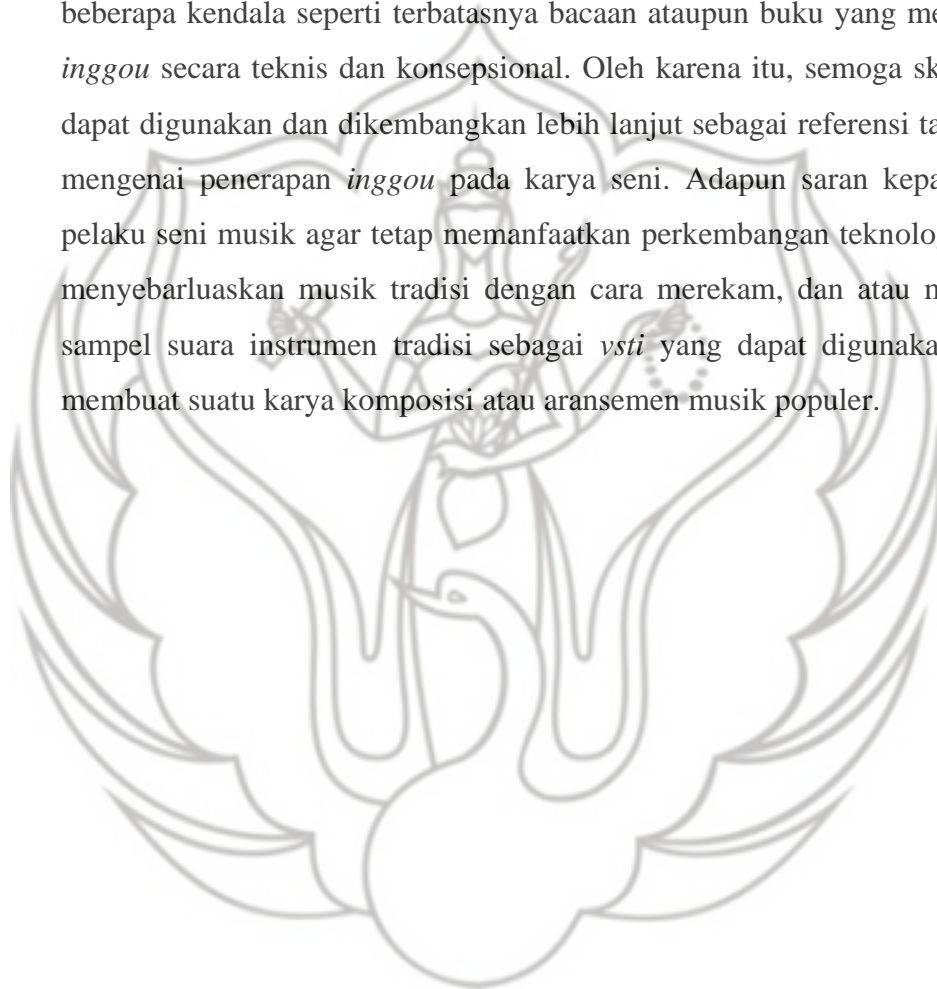 beberapa kendala seperti terbatasnya bacaan ataupun buku yang me
inggou secara teknis dan konsepsional. Oleh karena itu, semoga sk
dapat digunakan dan dikembangkan lebih lanjut sebagai referensi ta
mengenai penerapan inggou pada karya seni. Adapun saran kepa
pelaku seni musik agar tetap memanfaatkan perkembangan teknolo
menyebarluaskan musik tradisi dengan cara merekam, dan atau m
sampel suara instrumen tradisi sebagai vsti yang dapat digunaka
membuat suatu karya komposisi atau aransemen musik populer.